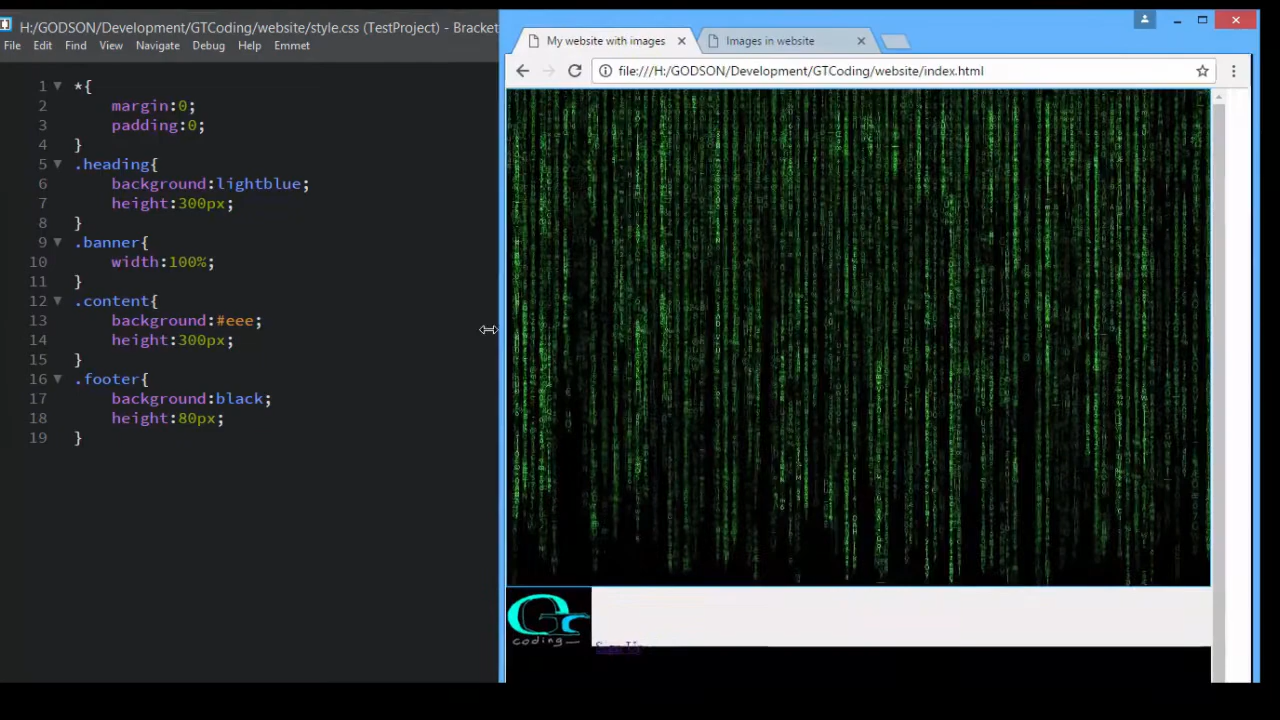 H:/GODSON/Development/GTCoding/website/style.css (TestProject) - Bracket
File Edit Find View Navigate Debug Help Emmet
1 *{
2 margin:0;
3 padding:0;
4 }
5 .heading{
6 background:lightblue;
7 height:300px;
8 }
9 .banner{
10 width:100%;
11 }
12 .content{
13 background:#eee;
14 height:300px;
15 }
16 .footer{
17 background:black;
18 height:80px;
19 }
My website with images
Images in website
file:///H:/GODSON/Development/GTCoding/website/index.html
GC
coding
Sign Up